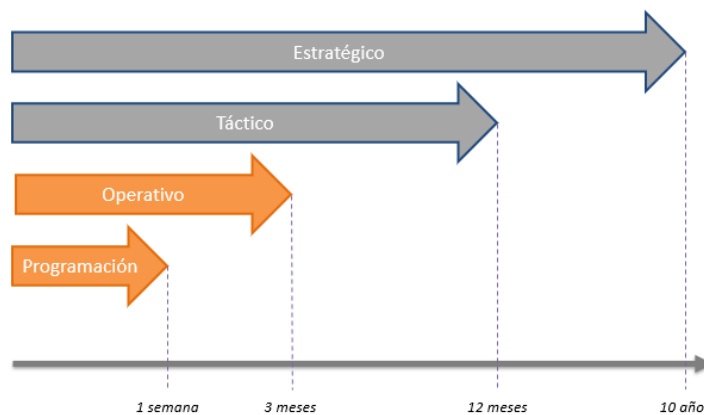 Estratégico
Táctico
Operativo
Programación
1 semana
3 meses
12 meses
10 año